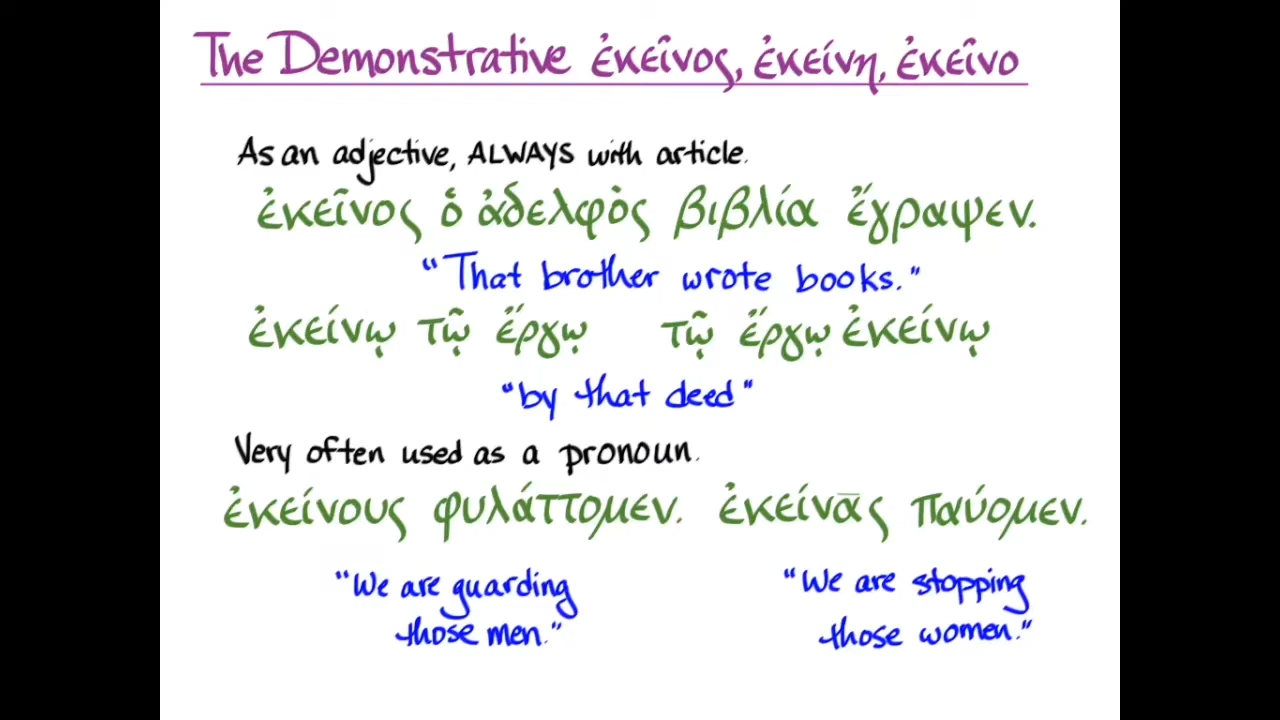 The Demonstrative ἐκεῖνος, ἐκείνη, ἐκεῖνο
As an adjective, ALWAYS with article.
ἐκεῖνος ὁ ἀδελφὸς βιβλία ἔγραψεν.
"That brother wrote books."
ἐκείνῳ τῷ ἔργῳ τῷ ἔργῳ ἐκείνῳ
"by that deed"
Very often used as a pronoun.
ἐκείνους φυλάττομεν. ἐκείνᾱς παύομεν.
"We are guarding "We are stopping
those men." those women."